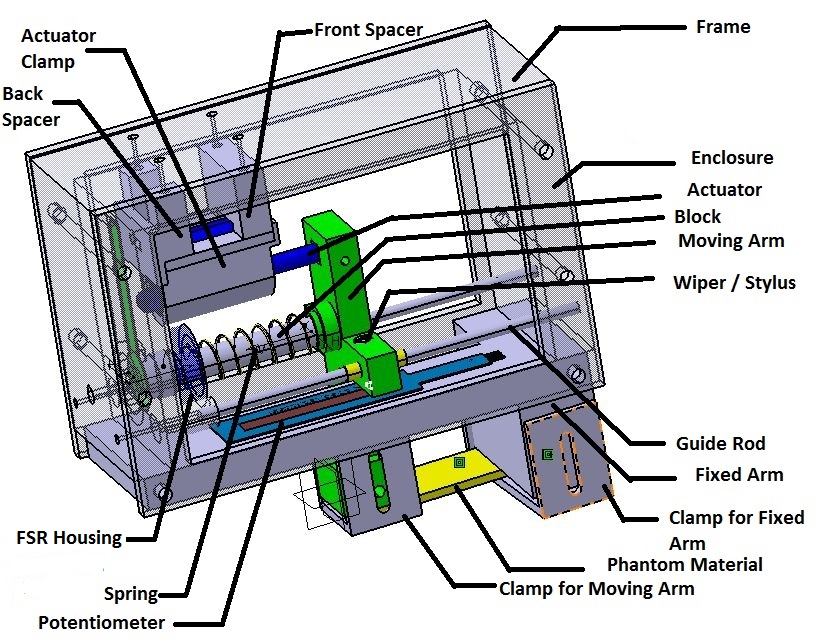 Actuator
Clamp
Front Spacer
Frame
Back
Spacer
Enclosure
Actuator
Block
Moving Arm
Wiper / Stylus
Guide Rod
Fixed Arm
Clamp for Fixed
Arm
FSR Housing
Phantom Material
Clamp for Moving Arm
Spring
Potentiometer